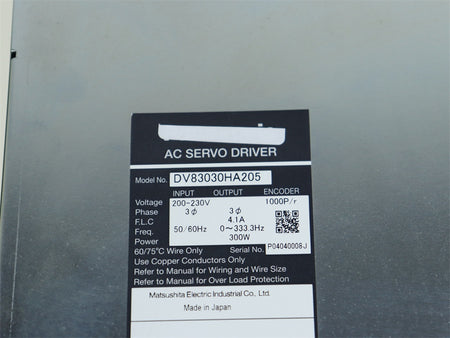 AC SERVO DRIVER
Model No. DV83030HA205
INPUT OUTPUT ENCODER
Voltage 200~230V 1000P/r
Phase 3ϕ 3ϕ
F.L.C 4.1A
Freq. 50/60Hz 0~333.3Hz
Power 300W
60/75°C Wire Only Serial No. P04040006J
Use Copper Conductors Only
Refer to Manual for Wiring and Wire Size
Refer to Manual for Over Load Protection
Matsushita Electric Industrial Co., Ltd.
Made in Japan